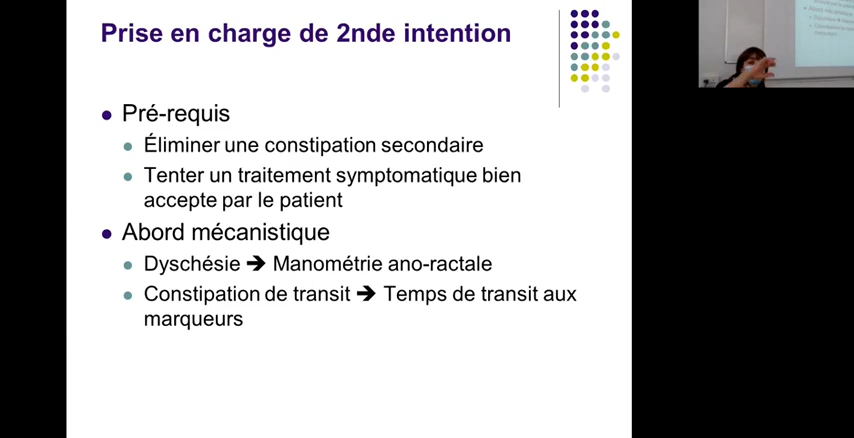 Prise en charge de 2nde intention
Pré-requis
Éliminer une constipation secondaire
Tenter un traitement symptomatique bien
accepte par le patient
Abord mécanistique
Dyschésie ➔ Manométrie ano-ractale
Constipation de transit ➔ Temps de transit aux
marqueurs